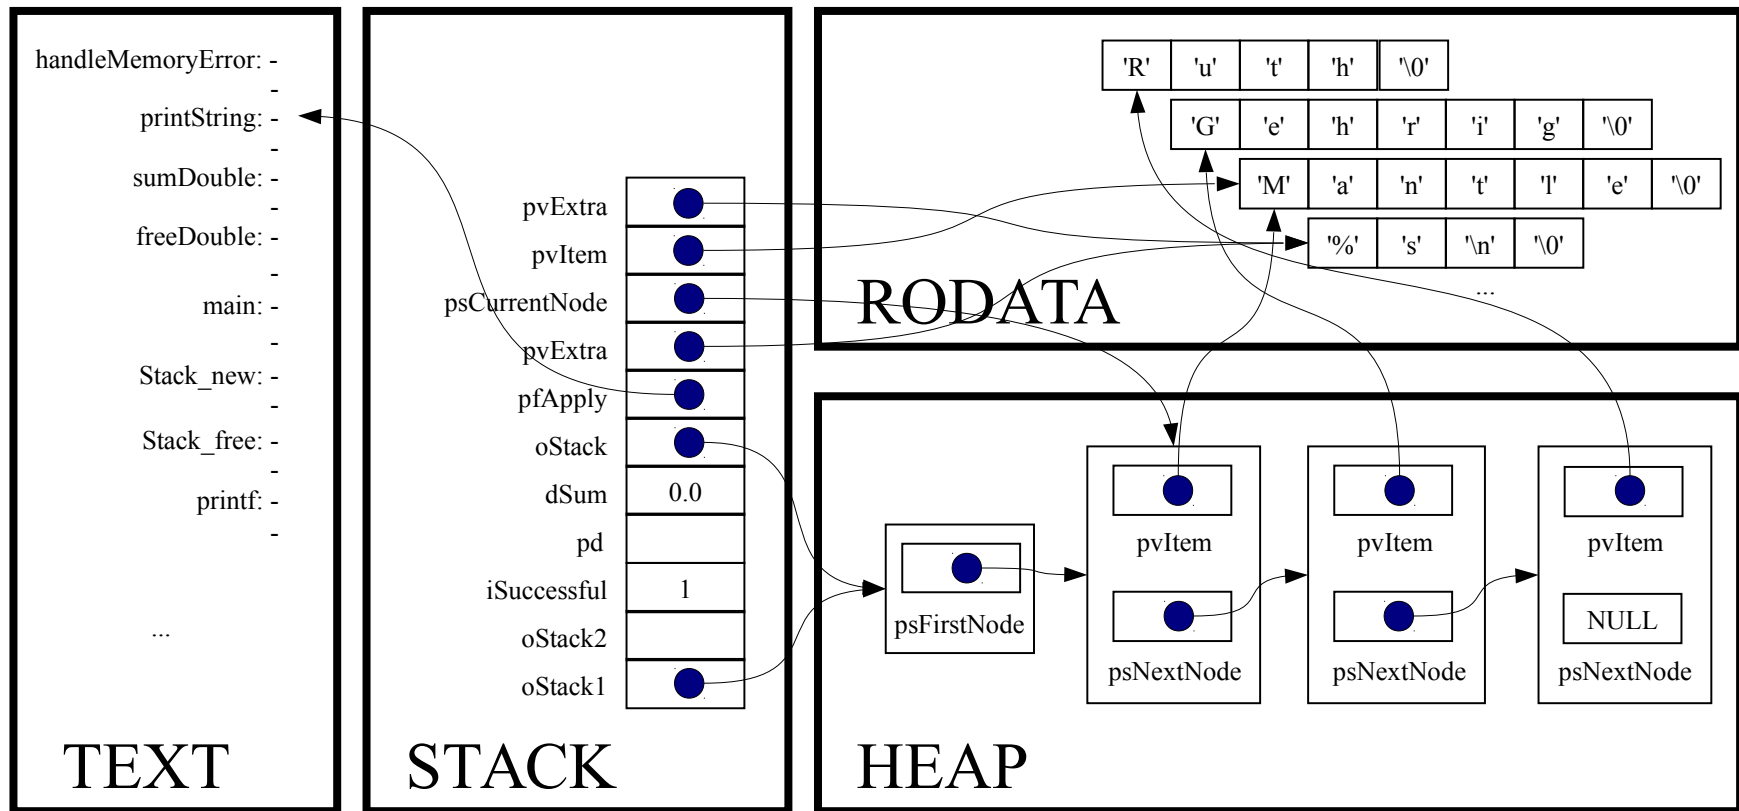 handleMemoryError: -
-
printString: -
-
sumDouble: -
-
freeDouble: -
-
main: -
-
Stack_new: -
-
Stack_free: -
-
printf: -
-
...
TEXT
pvExtra
pvItem
psCurrentNode
pvExtra
pfApply
oStack
dSum 0.0
pd
iSuccessful 1
oStack2
oStack1
STACK
'R' 'u' 't' 'h' '\0'
'G' 'e' 'h' 'r' 'i' 'g' '\0'
'M' 'a' 'n' 't' 'l' 'e' '\0'
'%' 's' '\n' '\0'
...
RODATA
psFirstNode
pvItem
psNextNode
pvItem
psNextNode
pvItem
NULL
psNextNode
HEAP